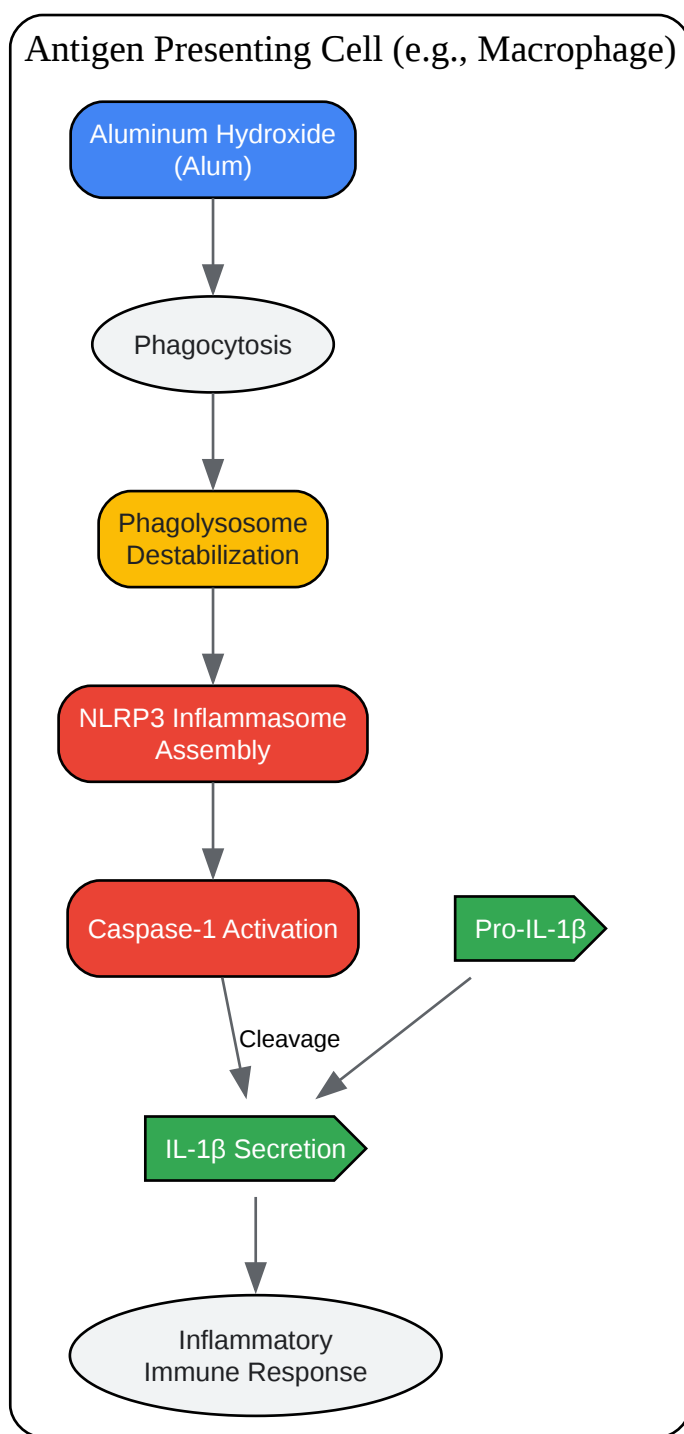 Antigen Presenting Cell (e.g., Macrophage)
Aluminum Hydroxide
(Alum)
Phagocytosis
Phagolysosome
Destabilization
NLRP3 Inflammasome
Assembly
Caspase-1 Activation
Pro-IL-1β
Cleavage
IL-1β Secretion
Inflammatory
Immune Response